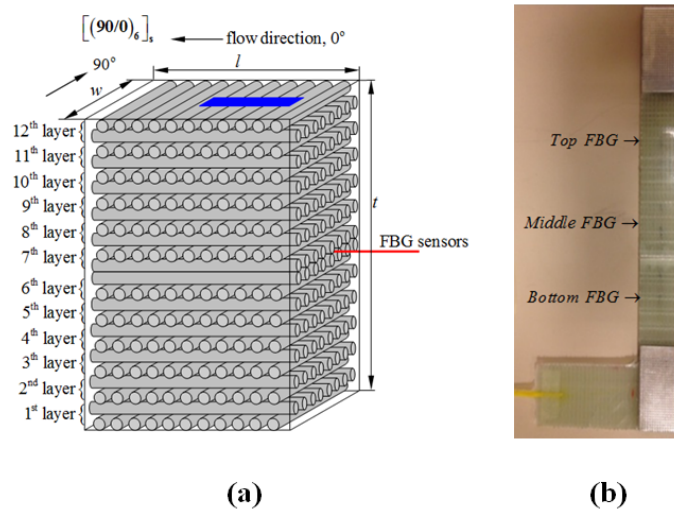 [(90/0)₆]ₛ
flow direction, 0°
90°
l
w
12ᵗʰ layer
11ᵗʰ layer
10ᵗʰ layer
9ᵗʰ layer
8ᵗʰ layer
7ᵗʰ layer
6ᵗʰ layer
5ᵗʰ layer
4ᵗʰ layer
3ᵗʰ layer
2ⁿᵈ layer
1ˢᵗ layer
t
FBG sensors
(a)
Top FBG →
Middle FBG →
Bottom FBG →
(b)